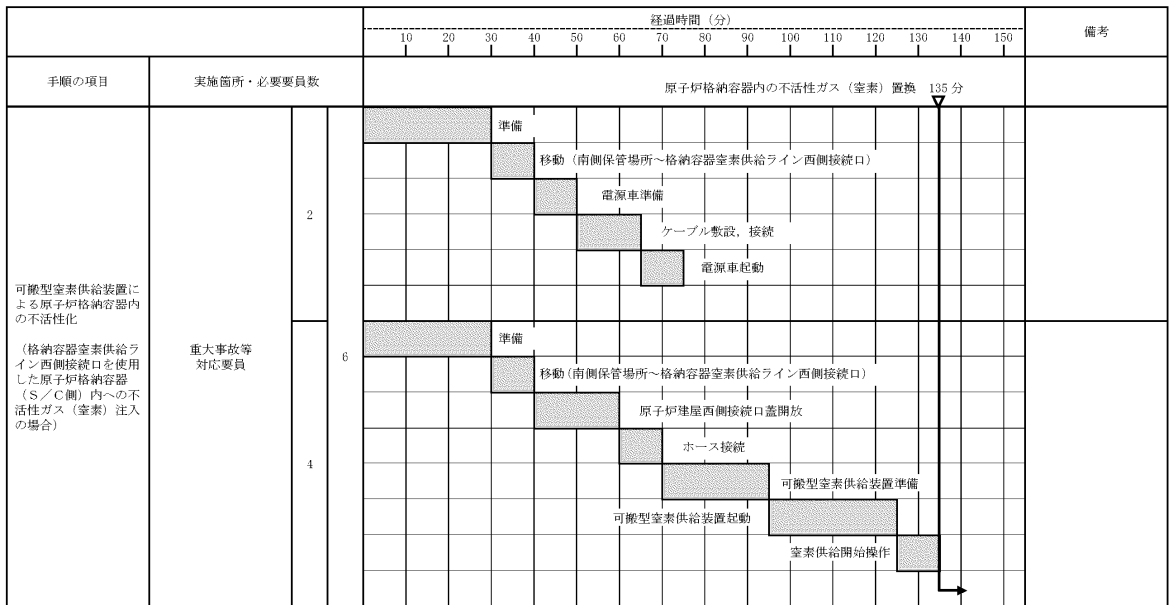 経過時間（分）
10 20 30 40 50 60 70 80 90 100 110 120 130 140 150
備考
手順の項目
実施箇所・必要要員数
原子炉格納容器内の不活性ガス（窒素）置換 135分
可搬型窒素供給装置に
よる原子炉格納容器内
の不活性化
（格納容器窒素供給ラ
イン西側接続口を使用
した原子炉格納容器
（S／C側）内への不
活性ガス（窒素）注入
の場合）
重大事故等
対応要員
2
4
6
準備
移動（南側保管場所～格納容器窒素供給ライン西側接続口）
電源車準備
ケーブル敷設，接続
電源車起動
準備
移動（南側保管場所～格納容器窒素供給ライン西側接続口）
原子炉建屋西側接続口蓋開放
ホース接続
可搬型窒素供給装置準備
可搬型窒素供給装置起動
窒素供給開始操作